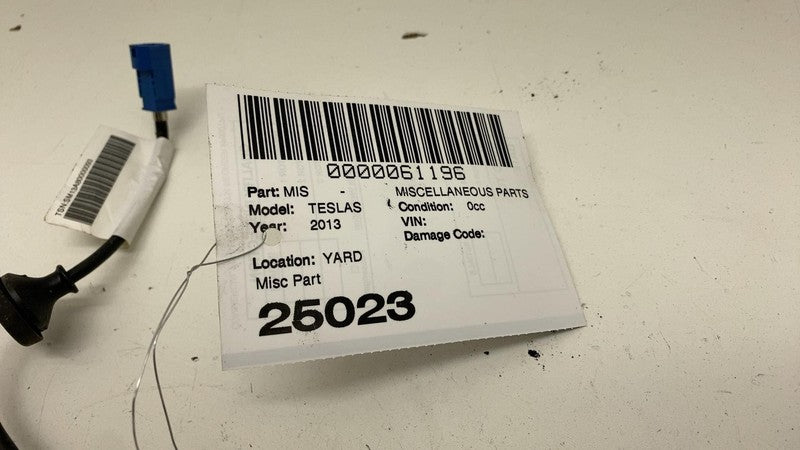 0000061196
Part: MIS - MISCELLANEOUS PARTS
Model: TESLAS Condition: 0cc
Year: 2013 VIN:
Damage Code:
Location: YARD
Misc Part
25023